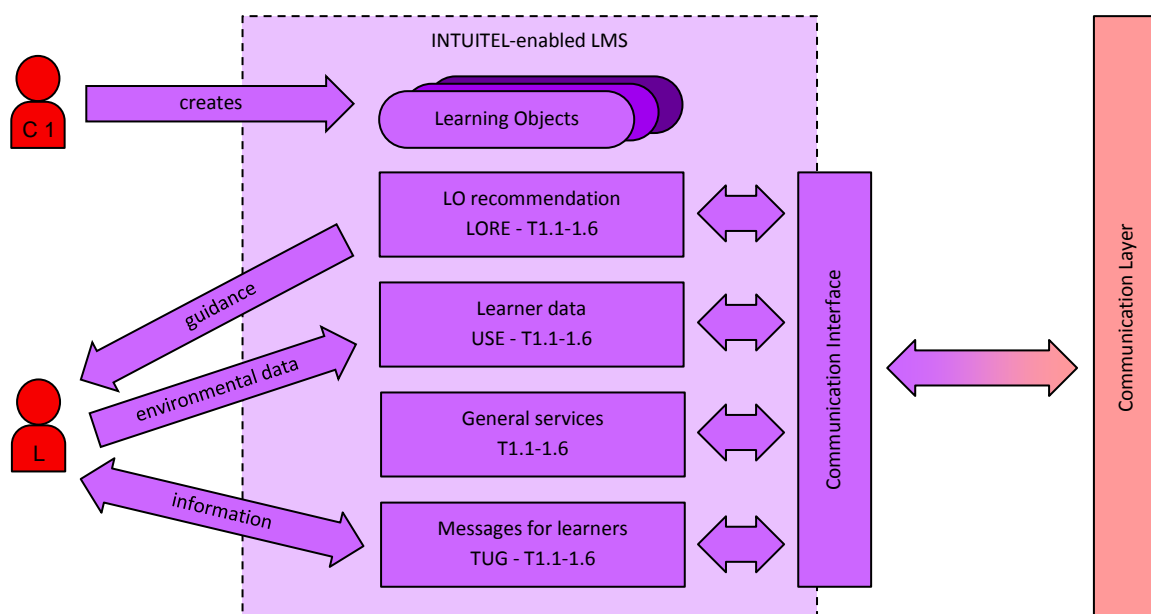 INTUITEL-enabled LMS
C 1
creates
Learning Objects
LO recommendation
LORE - T1.1-1.6
guidance
Learner data
USE - T1.1-1.6
environmental data
L
General services
T1.1-1.6
information
Messages for learners
TUG - T1.1-1.6
Communication Interface
Communication Layer